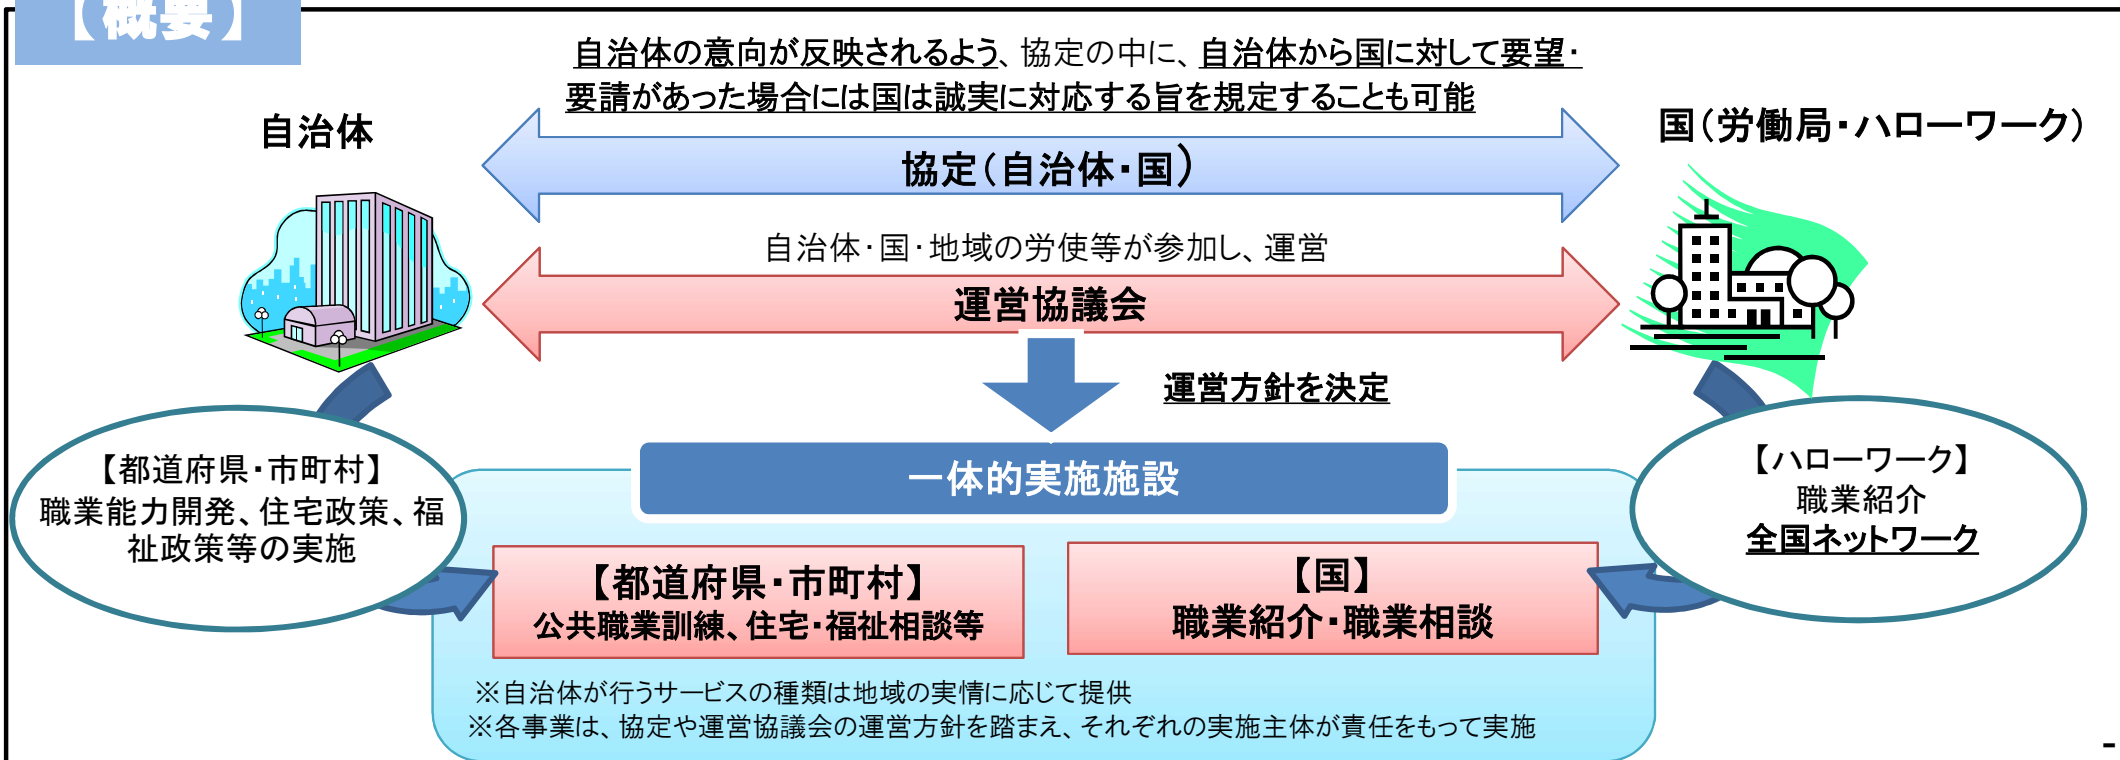 【概要】
自治体の意向が反映されるよう、協定の中に、自治体から国に対して要望・
要請があった場合には国は誠実に対応する旨を規定することも可能
自治体
国(労働局・ハローワーク)
協定(自治体・国)
自治体・国・地域の労使等が参加し、運営
運営協議会
運営方針を決定
【都道府県・市町村】
職業能力開発、住宅政策、福
祉政策等の実施
一体的実施施設
【ハローワーク】
職業紹介
全国ネットワーク
【都道府県・市町村】
公共職業訓練、住宅・福祉相談等
【国】
職業紹介・職業相談
※自治体が行うサービスの種類は地域の実情に応じて提供
※各事業は、協定や運営協議会の運営方針を踏まえ、それぞれの実施主体が責任をもって実施
-